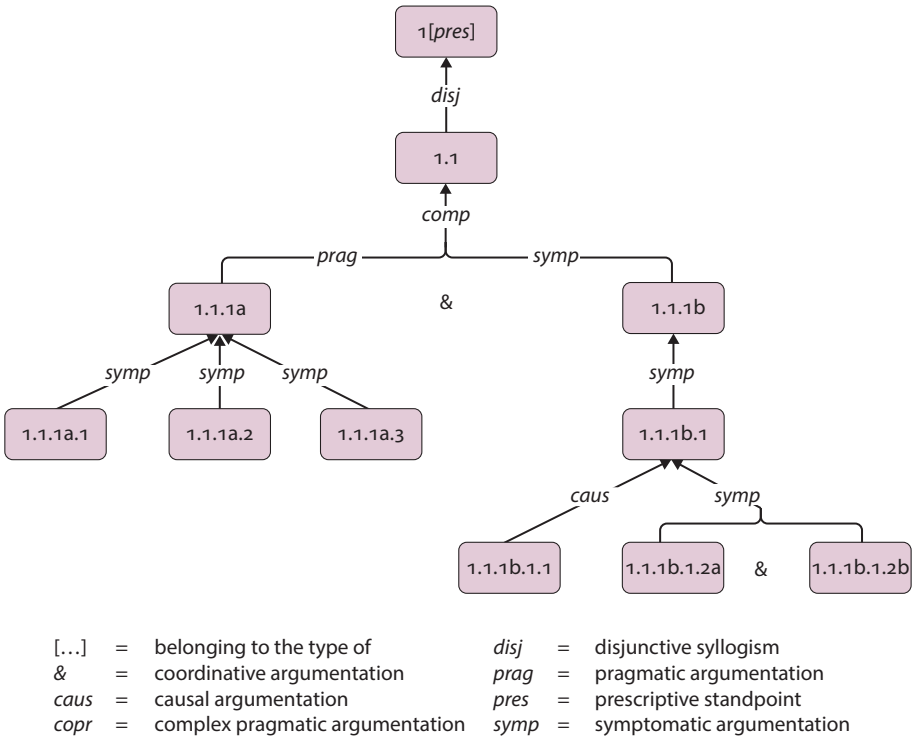 1[pres]
disj
1.1
comp
prag symp
1.1.1a & 1.1.1b
symp symp symp symp
1.1.1a.1 1.1.1a.2 1.1.1a.3 1.1.1b.1
caus symp
1.1.1b.1.1 1.1.1b.1.2a & 1.1.1b.1.2b
[…] = belonging to the type of disj = disjunctive syllogism
& = coordinative argumentation prag = pragmatic argumentation
caus = causal argumentation pres = prescriptive standpoint
copr = complex pragmatic argumentation symp = symptomatic argumentation